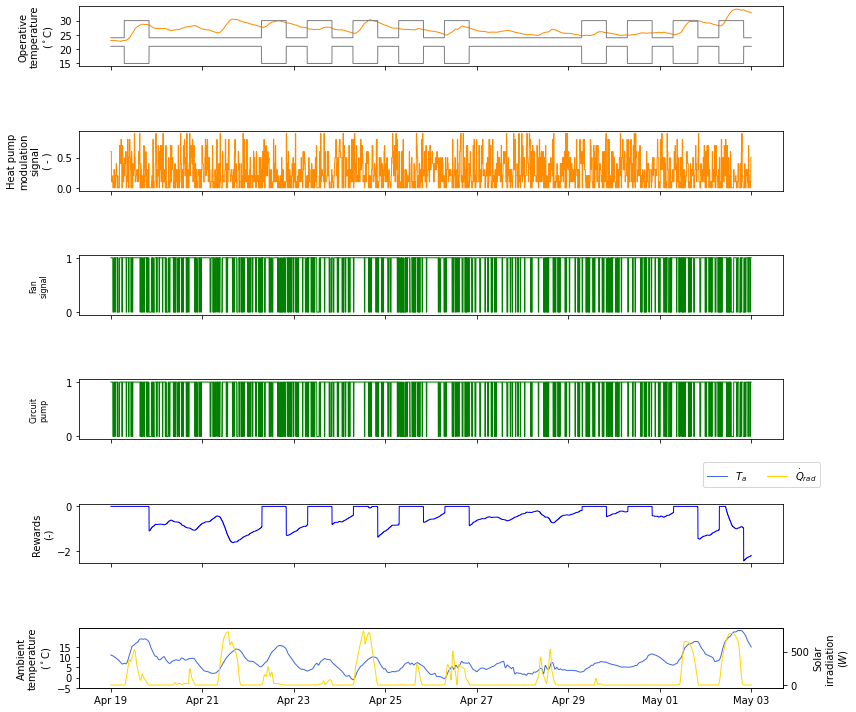 Operative
temperature
(°C)
30
25
20
15
Heat pump
modulation
signal
( - )
0.5
0.0
Fan
signal
1
0
Circuit
pump
1
0
T_a
Q̇_rad
Rewards
(-)
0
−2
Ambient
temperature
(°C)
15
10
5
0
−5
500
0
Solar
irradiation
(W)
Apr 19
Apr 21
Apr 23
Apr 25
Apr 27
Apr 29
May 01
May 03